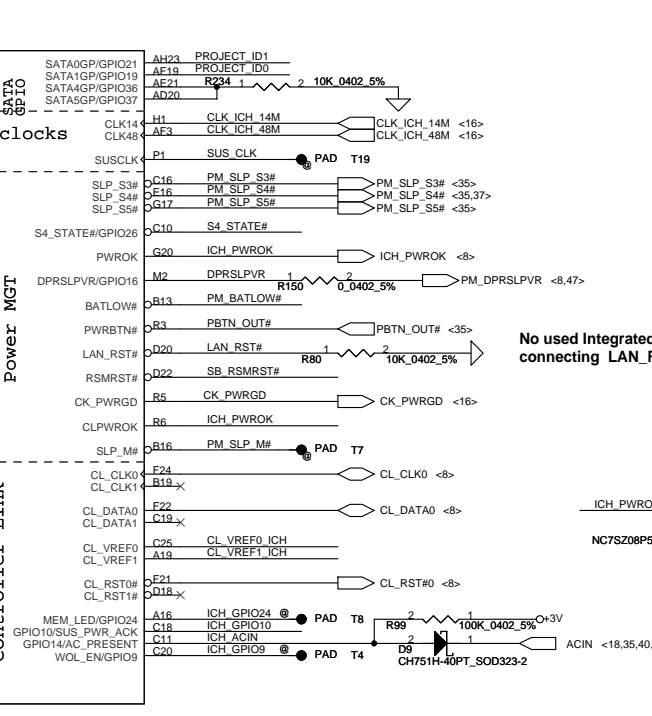 SATA
GPIO
SATA0GP/GPIO21 AH23 PROJECT_ID1
SATA1GP/GPIO19 AF19 PROJECT_ID0
SATA4GP/GPIO36 AE21 R234 1 2 10K_0402_5%
SATA5GP/GPIO37 AD20
clocks
CLK14 H1 CLK_ICH_14M CLK_ICH_14M <16>
CLK48 AF3 CLK_ICH_48M CLK_ICH_48M <16>
SUSCLK P1 SUS_CLK @ PAD T19
Power MGT
SLP_S3# C16 PM_SLP_S3# PM_SLP_S3# <35>
SLP_S4# E16 PM_SLP_S4# PM_SLP_S4# <35,37>
SLP_S5# G17 PM_SLP_S5# PM_SLP_S5# <35>
S4_STATE#/GPIO26 C10 S4_STATE#
PWROK G20 ICH_PWROK ICH_PWROK <8>
DPRSLPVR/GPIO16 M2 DPRSLPVR R150 1 2 0_0402_5% PM_DPRSLPVR <8,47>
BATLOW# B13 PM_BATLOW#
PWRBTN# R3 PBTN_OUT# PBTN_OUT# <35>
LAN_RST# D20 LAN_RST# R80 1 2 10K_0402_5%
No used Integrated
connecting LAN_
RSMRST# D22 SB_RSMRST#
CK_PWRGD R5 CK_PWRGD CK_PWRGD <16>
CLPWROK R6 ICH_PWROK
SLP_M# B16 PM_SLP_M# @ PAD T7
CL_CLK0 F24 CL_CLK0 <8>
CL_CLK1 B19
CL_DATA0 F22 CL_DATA0 <8>
CL_DATA1 C19
ICH_PWRO
NC7SZ08P5
CL_VREF0 C25 CL_VREF0_ICH
CL_VREF1 A19 CL_VREF1_ICH
CL_RST0# F21 CL_RST#0 <8>
CL_RST1# D18
MEM_LED/GPIO24 A16 ICH_GPIO24 @ PAD T8 R99 2 1 100K_0402_5% +3V
GPIO10/SUS_PWR_ACK C18 ICH_GPIO10
GPIO14/AC_PRESENT C11 ICH_ACIN D9 2 1 CH751H-40PT_SOD323-2 ACIN <18,35,40,
WOL_EN/GPIO9 C20 ICH_GPIO9 @ PAD T4